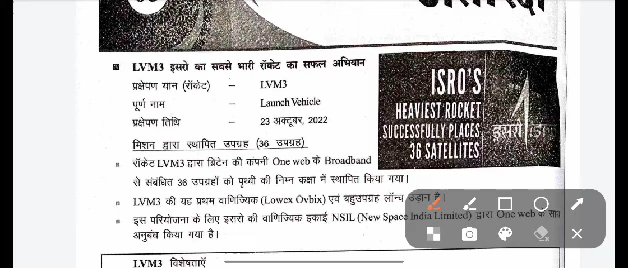 LVM3 इसरो का सबसे भारी रॉकेट का सफल अभियान
प्रक्षेपण यान (रॉकेट) – LVM3
पूर्ण नाम – Launch Vehicle
प्रक्षेपण तिथि – 23 अक्टूबर, 2022
मिशन द्वारा स्थापित उपग्रह (36 उपग्रह)
रॉकेट LVM3 द्वारा ब्रिटेन की कंपनी One web के Broadband
से संबंधित 36 उपग्रहों को पृथ्वी की निम्न कक्षा में स्थापित किया गया।
LVM3 की यह प्रथम वाणिज्यिक (Lowex Ovbix) एवं बहुउपग्रह लॉन्च, उड़ान है।
इस परियोजना के लिए इसरो की वाणिज्यिक इकाई NSIL (New Space India Limited) द्वारा One web के
अनुबंध किया गया है।
LVM3 विशेषताएँ
ISRO'S
HEAVIEST ROCKET
SUCCESSFULLY PLACES
36 SATELLITES
इसरो